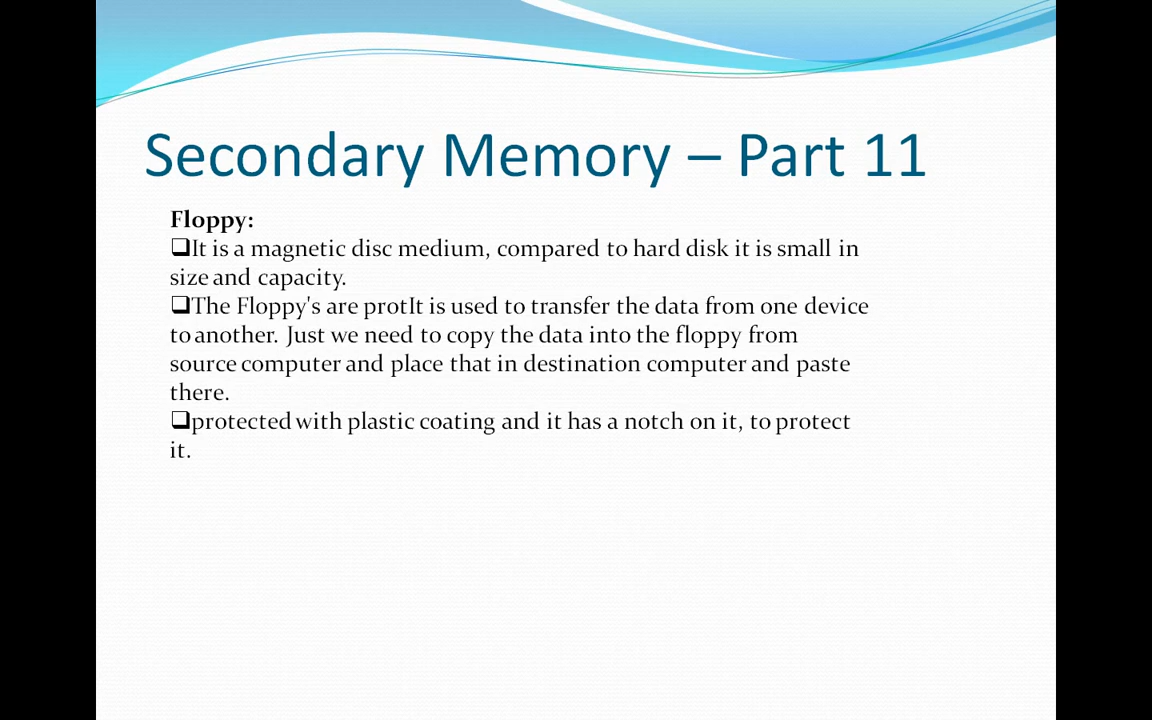 Secondary Memory – Part 11
Floppy:
❑It is a magnetic disc medium, compared to hard disk it is small in
size and capacity.
❑The Floppy's are protIt is used to transfer the data from one device
to another. Just we need to copy the data into the floppy from
source computer and place that in destination computer and paste
there.
❑protected with plastic coating and it has a notch on it, to protect
it.